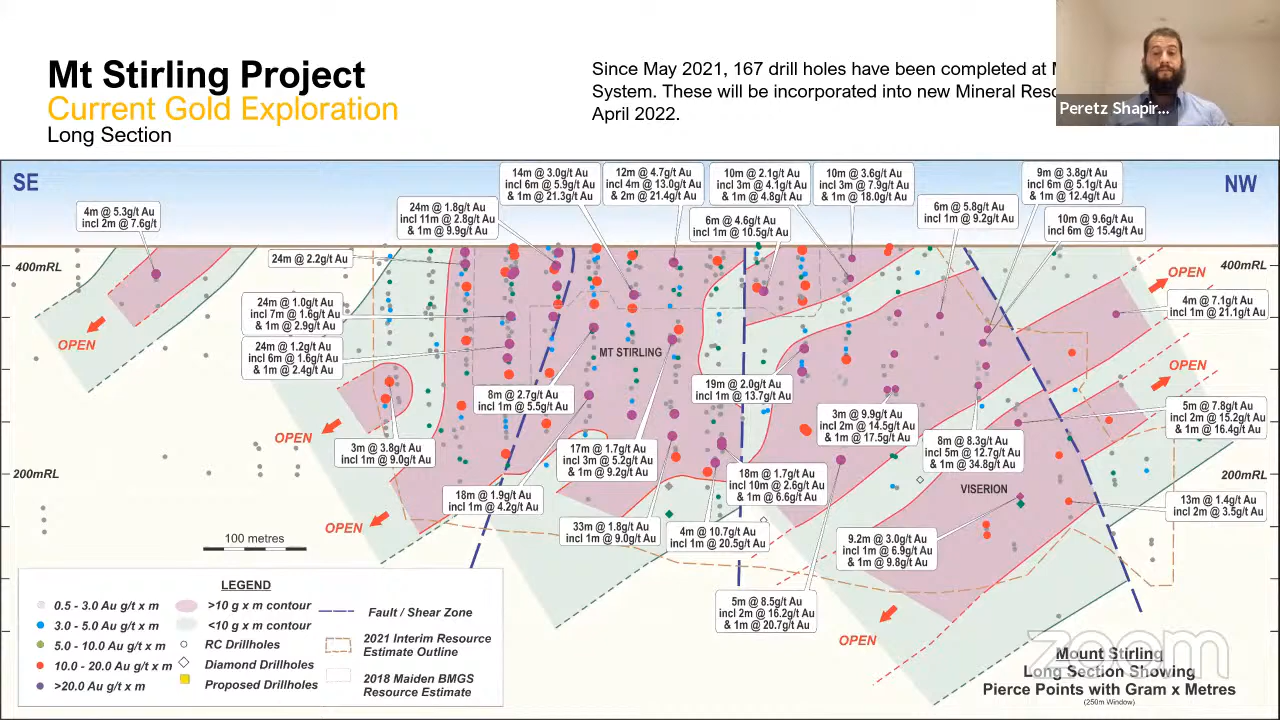 Mt Stirling Project
Current Gold Exploration
Long Section
Since May 2021, 167 drill holes have been completed at
System. These will be incorporated into new Mineral
April 2022.
Peretz Shapir...
SE
NW
4m @ 5.3g/t Au
incl 2m @ 7.6g/t
24m @ 1.8g/t Au
incl 11m @ 2.8g/t Au
& 1m @ 9.9g/t Au
14m @ 3.0g/t Au
incl 6m @ 5.9g/t Au
& 1m @ 21.3g/t Au
12m @ 4.7g/t Au
incl 4m @ 13.0g/t Au
& 2m @ 21.4g/t Au
10m @ 2.1g/t Au
incl 3m @ 4.1g/t Au
& 1m @ 4.8g/t Au
10m @ 3.6g/t Au
incl 3m @ 7.9g/t Au
& 1m @ 18.0g/t Au
6m @ 4.6g/t Au
incl 1m @ 10.5g/t Au
6m @ 5.8g/t Au
incl 1m @ 9.2g/t Au
9m @ 3.8g/t Au
incl 6m @ 5.1g/t Au
& 1m @ 12.4g/t Au
10m @ 9.6g/t Au
incl 6m @ 15.4g/t Au
400mRL
400mRL
24m @ 2.2g/t Au
OPEN
24m @ 1.0g/t Au
incl 7m @ 1.6g/t Au
& 1m @ 2.9g/t Au
4m @ 7.1g/t Au
incl 1m @ 21.1g/t Au
OPEN
24m @ 1.2g/t Au
incl 6m @ 1.6g/t Au
& 1m @ 2.4g/t Au
MT STIRLING
OPEN
8m @ 2.7g/t Au
incl 1m @ 5.5g/t Au
19m @ 2.0g/t Au
incl 1m @ 13.7g/t Au
3m @ 9.9g/t Au
incl 2m @ 14.5g/t Au
& 1m @ 17.5g/t Au
5m @ 7.8g/t Au
incl 2m @ 15.2g/t Au
& 1m @ 16.4g/t Au
OPEN
3m @ 3.8g/t Au
incl 1m @ 9.0g/t Au
17m @ 1.7g/t Au
incl 3m @ 5.2g/t Au
& 1m @ 9.2g/t Au
8m @ 8.3g/t Au
incl 5m @ 12.7g/t Au
& 1m @ 34.8g/t Au
200mRL
200mRL
18m @ 1.7g/t Au
incl 10m @ 2.6g/t Au
& 1m @ 6.6g/t Au
VISERION
18m @ 1.9g/t Au
incl 1m @ 4.2g/t Au
13m @ 1.4g/t Au
incl 2m @ 3.5g/t Au
OPEN
33m @ 1.8g/t Au
incl 1m @ 9.0g/t Au
4m @ 10.7g/t Au
incl 1m @ 20.5g/t Au
9.2m @ 3.0g/t Au
incl 1m @ 6.9g/t Au
& 1m @ 9.8g/t Au
100 metres
5m @ 8.5g/t Au
incl 2m @ 16.2g/t Au
& 1m @ 20.7g/t Au
OPEN
LEGEND
0.5 - 3.0 Au g/t x m
3.0 - 5.0 Au g/t x m
5.0 - 10.0 Au g/t x m
10.0 - 20.0 Au g/t x m
>20.0 Au g/t x m
>10 g x m contour
<10 g x m contour
RC Drillholes
Diamond Drillholes
Proposed Drillholes
Fault / Shear Zone
2021 Interim Resource
Estimate Outline
2018 Maiden BMGS
Resource Estimate
zoom
Mount Stirling
Long Section Showing
Pierce Points with Gram x Metres
(250m Window)